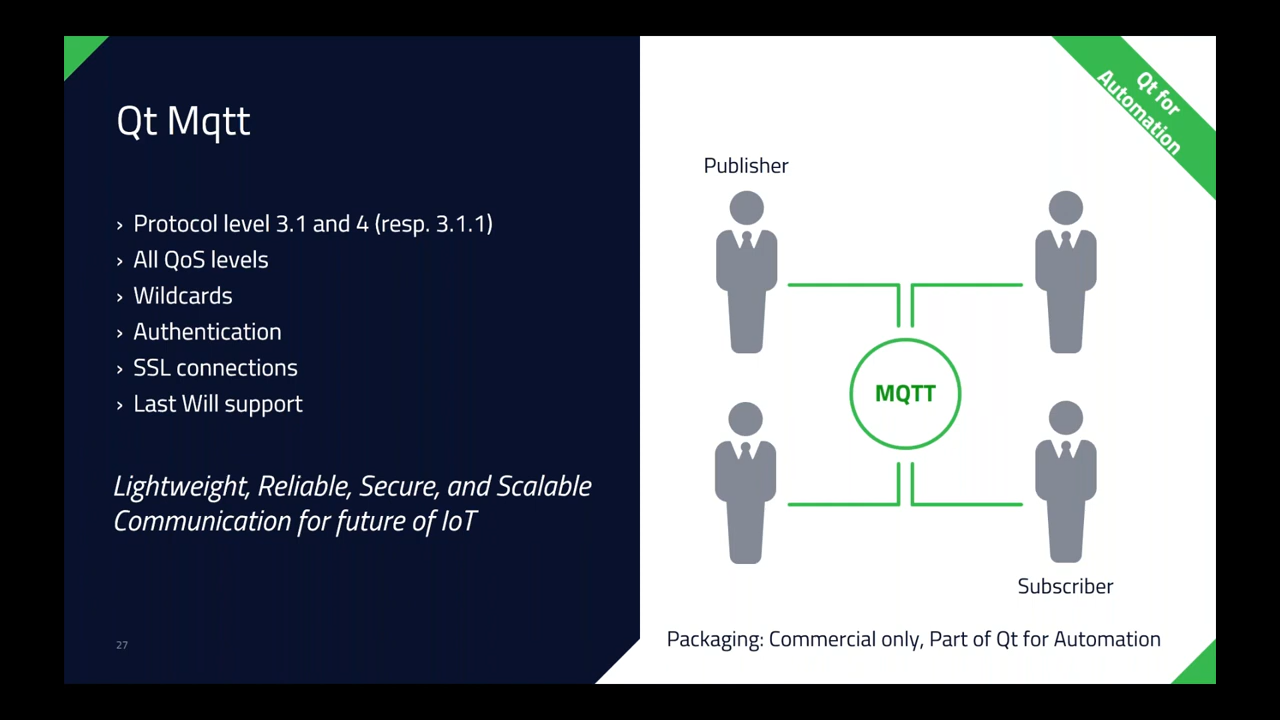 Qt Mqtt
› Protocol level 3.1 and 4 (resp. 3.1.1)
› All QoS levels
› Wildcards
› Authentication
› SSL connections
› Last Will support
Lightweight, Reliable, Secure, and Scalable
Communication for future of IoT
27
Qt for
Automation
Publisher
MQTT
Subscriber
Packaging: Commercial only, Part of Qt for Automation